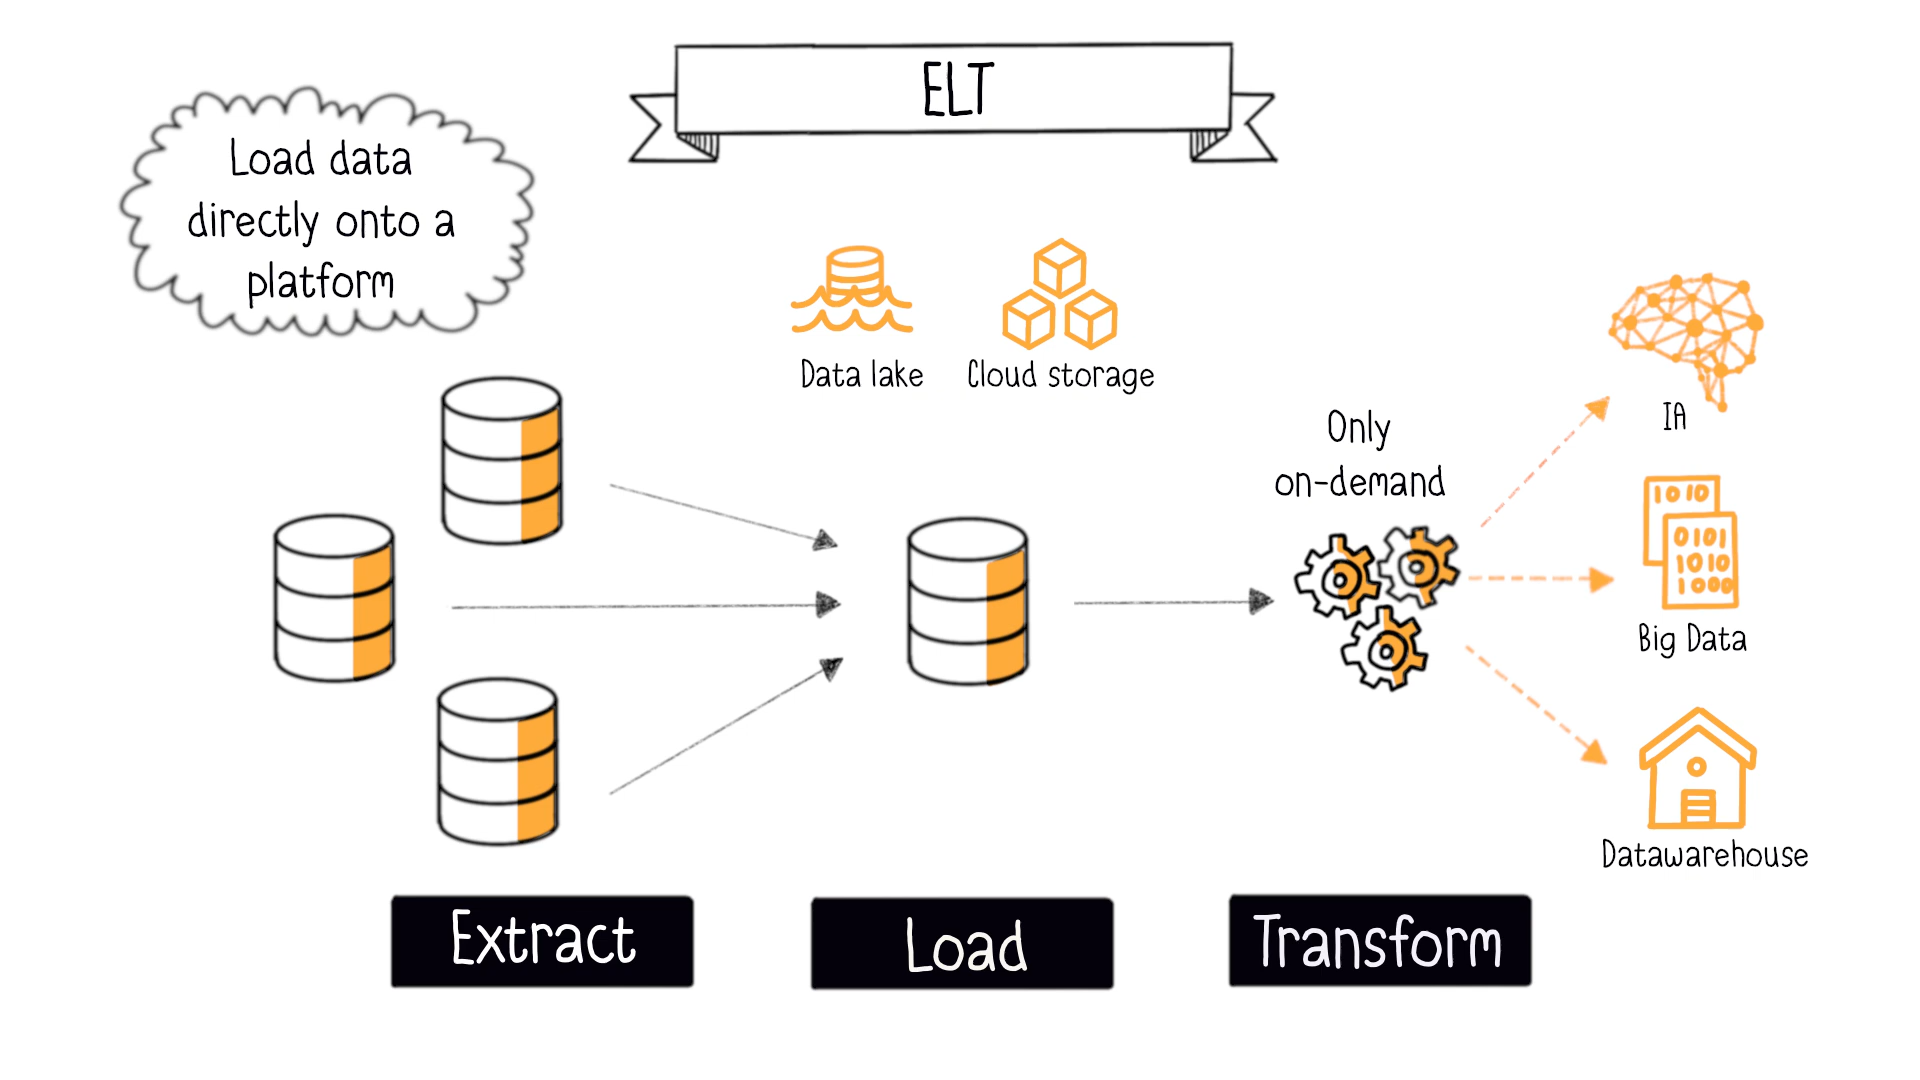 ELT
Load data
directly onto a
platform
Data lake
Cloud storage
Only
on-demand
IA
1010
0101
1010
1000
Big Data
Datawarehouse
Extract
Load
Transform